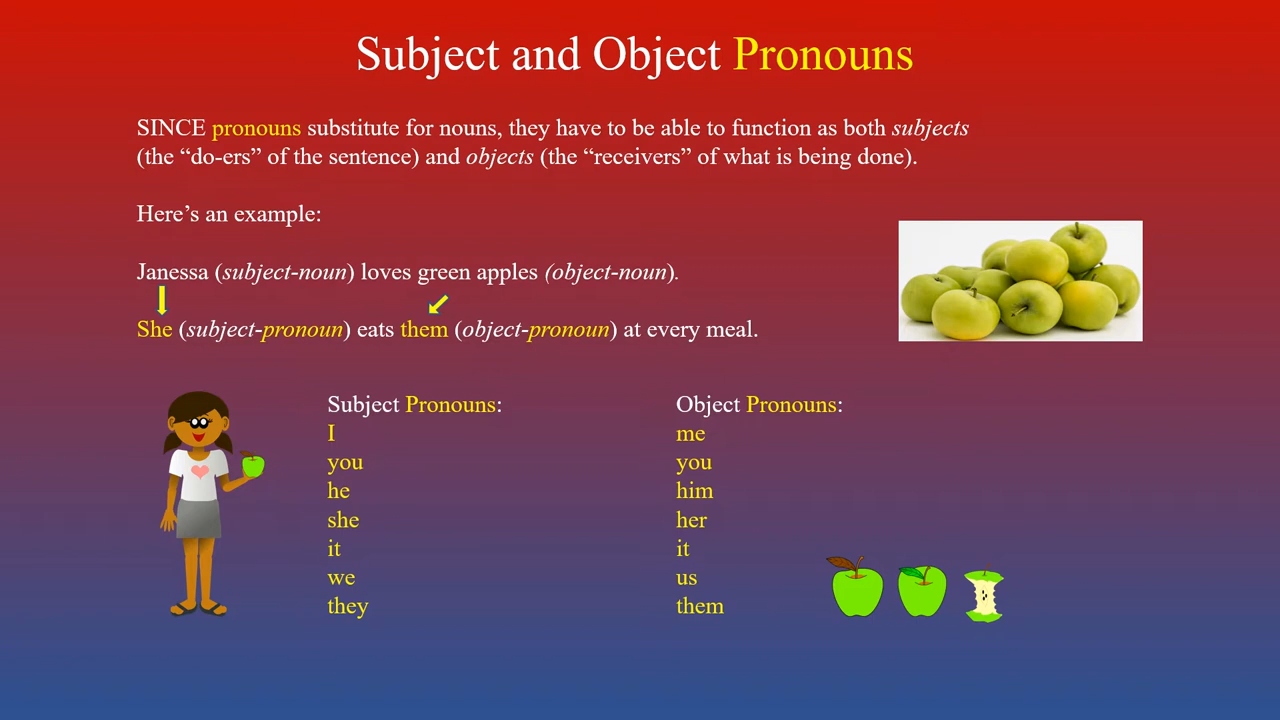 Subject and Object Pronouns
SINCE pronouns substitute for nouns, they have to be able to function as both subjects
(the “do-ers” of the sentence) and objects (the “receivers” of what is being done).
Here’s an example:
Janessa (subject-noun) loves green apples (object-noun).
She (subject-pronoun) eats them (object-pronoun) at every meal.
Subject Pronouns:
I
you
he
she
it
we
they
Object Pronouns:
me
you
him
her
it
us
them